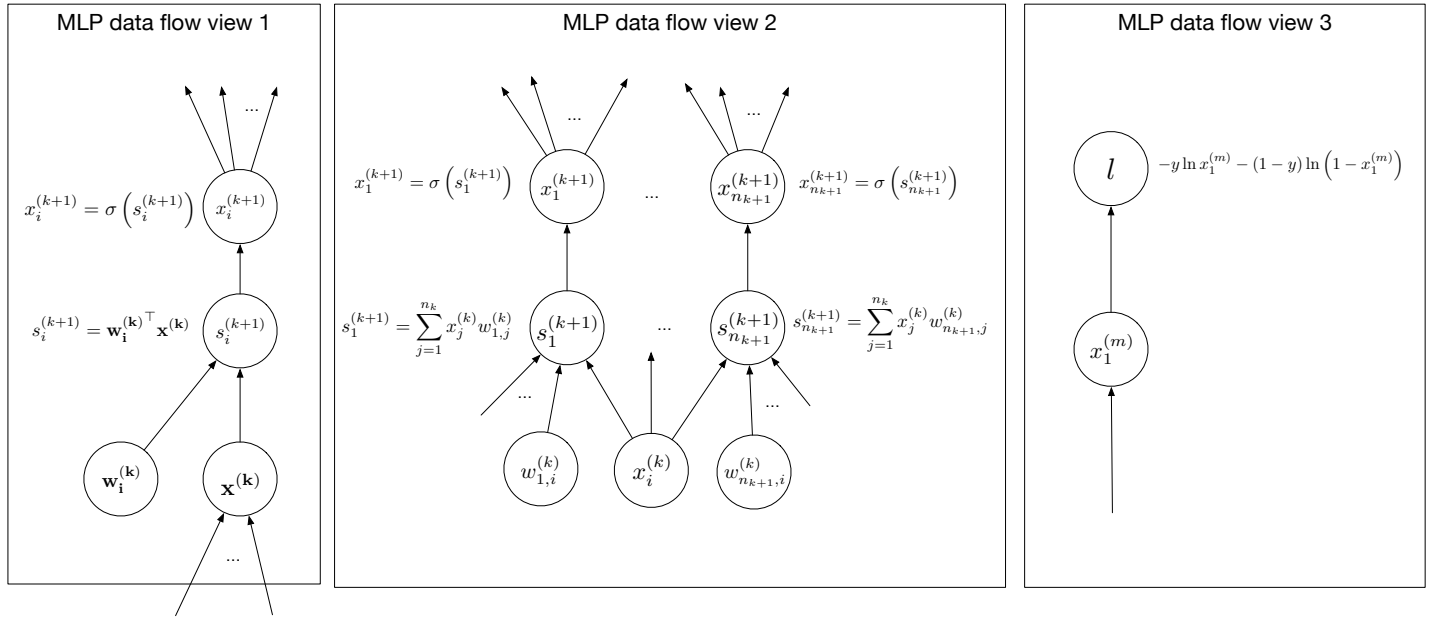 MLP data flow view 1
...
x_i^{(k+1)} = σ(s_i^{(k+1)})
x_i^{(k+1)}
s_i^{(k+1)} = w_i^{(k)⊤} x^{(k)}
s_i^{(k+1)}
w_i^{(k)}
x^{(k)}
...
MLP data flow view 2
...
...
x_1^{(k+1)} = σ(s_1^{(k+1)})
x_1^{(k+1)}
...
x_{n_{k+1}}^{(k+1)}
x_{n_{k+1}}^{(k+1)} = σ(s_{n_{k+1}}^{(k+1)})
s_1^{(k+1)} = ∑_{j=1}^{n_k} x_j^{(k)} w_{1,j}^{(k)}
s_1^{(k+1)}
...
s_{n_{k+1}}^{(k+1)}
s_{n_{k+1}}^{(k+1)} = ∑_{j=1}^{n_k} x_j^{(k)} w_{n_{k+1},j}^{(k)}
...
...
w_{1,i}^{(k)}
x_i^{(k)}
w_{n_{k+1},i}^{(k)}
MLP data flow view 3
l
−y ln x_1^{(m)} − (1 − y) ln(1 − x_1^{(m)})
x_1^{(m)}